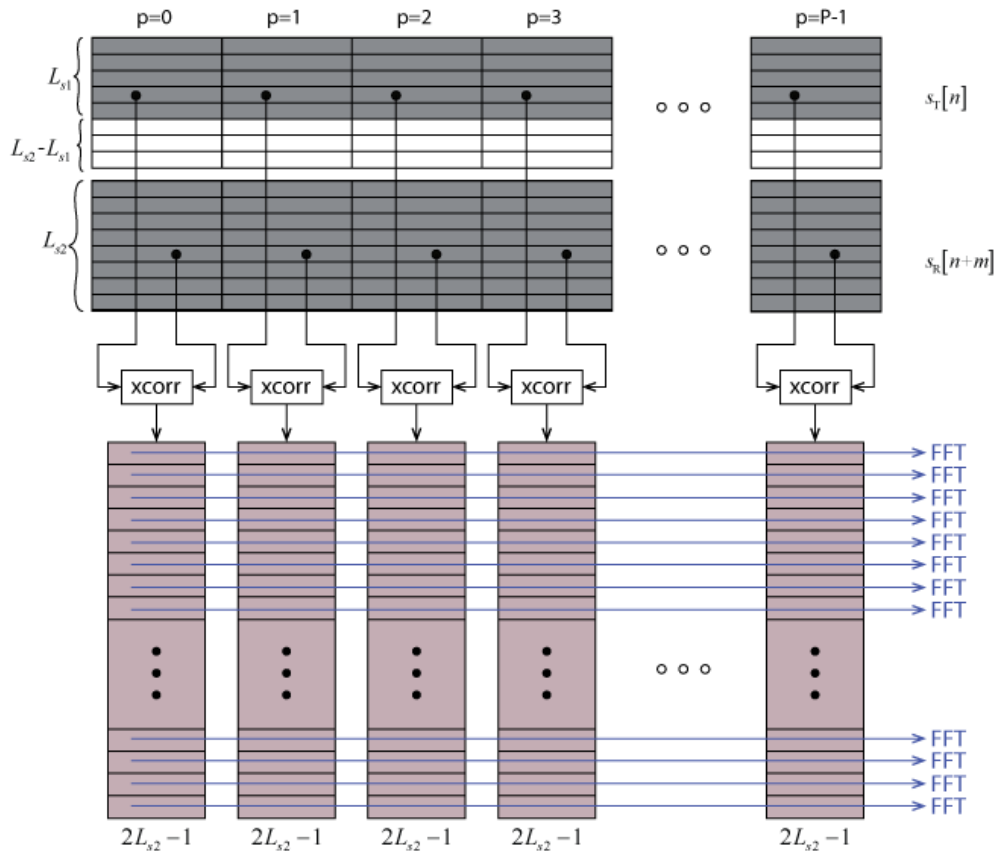 p=0 p=1 p=2 p=3 p=P-1
L_{s1}
s_T[n]
L_{s2}-L_{s1}
L_{s2}
s_R[n+m]
xcorr xcorr xcorr xcorr xcorr
FFT
FFT
FFT
FFT
FFT
FFT
FFT
FFT
FFT
FFT
FFT
FFT
2L_{s2}-1 2L_{s2}-1 2L_{s2}-1 2L_{s2}-1 2L_{s2}-1